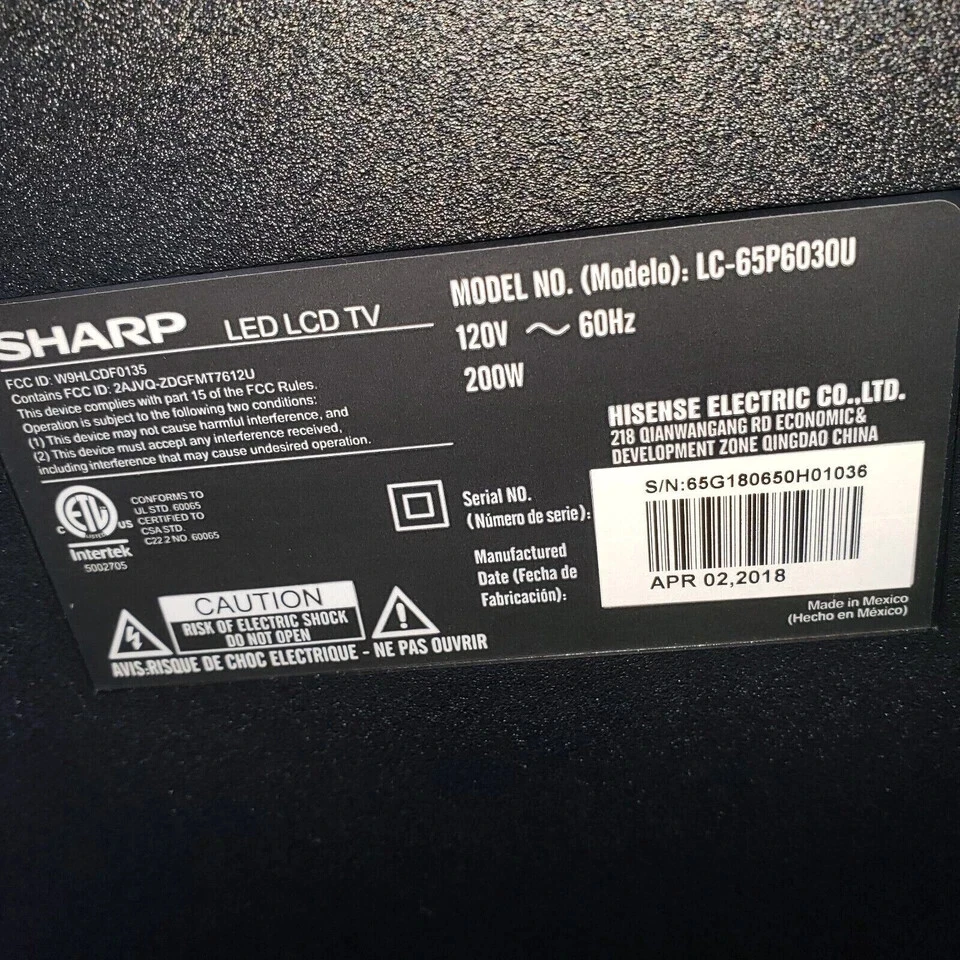 SHARP LED LCD TV
FCC ID: W9HLCDF0135
Contains FCC ID: 2AJVQ-ZDGFMT7612U
This device complies with part 15 of the FCC Rules.
Operation is subject to the following two conditions:
(1) This device may not cause harmful interference, and
(2) This device must accept any interference received,
including interference that may cause undesired operation.
MODEL NO. (Modelo): LC-65P6030U
120V ~ 60Hz
200W
HISENSE ELECTRIC CO.,LTD.
218 QIANWANGANG RD ECONOMIC&
DEVELOPMENT ZONE QINGDAO CHINA
C ETL US
LISTED
Intertek
5002705
CONFORMS TO
UL STD. 60065
CERTIFIED TO
CSA STD.
C22.2 NO. 60065
Serial NO.
(Número de serie):
S/N:65G180650H01036
Manufactured
Date (Fecha de
Fabricación):
APR 02,2018
Made in Mexico
(Hecho en México)
CAUTION
RISK OF ELECTRIC SHOCK
DO NOT OPEN
AVIS:RISQUE DE CHOC ELECTRIQUE - NE PAS OUVRIR